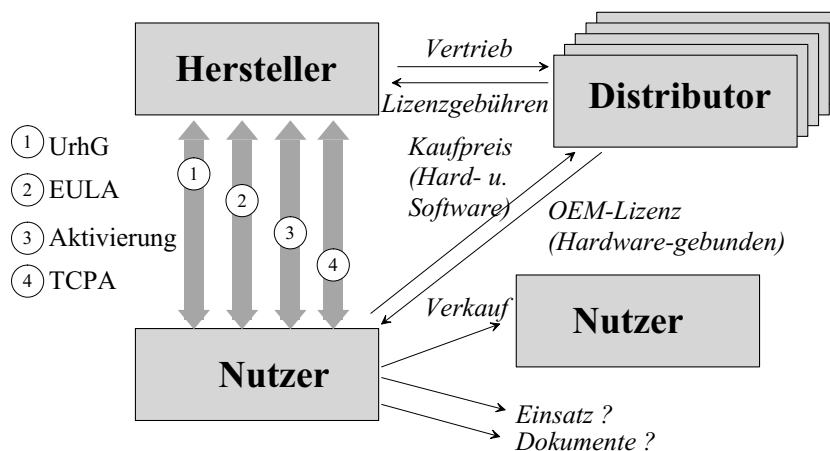 Hersteller
Vertrieb
Lizenzgebühren
Distributor
1 UrhG
2 EULA
3 Aktivierung
4 TCPA
1
2
3
4
Kaufpreis
(Hard- u.
Software)
OEM-Lizenz
(Hardware-gebunden)
Verkauf
Nutzer
Nutzer
Einsatz ?
Dokumente ?